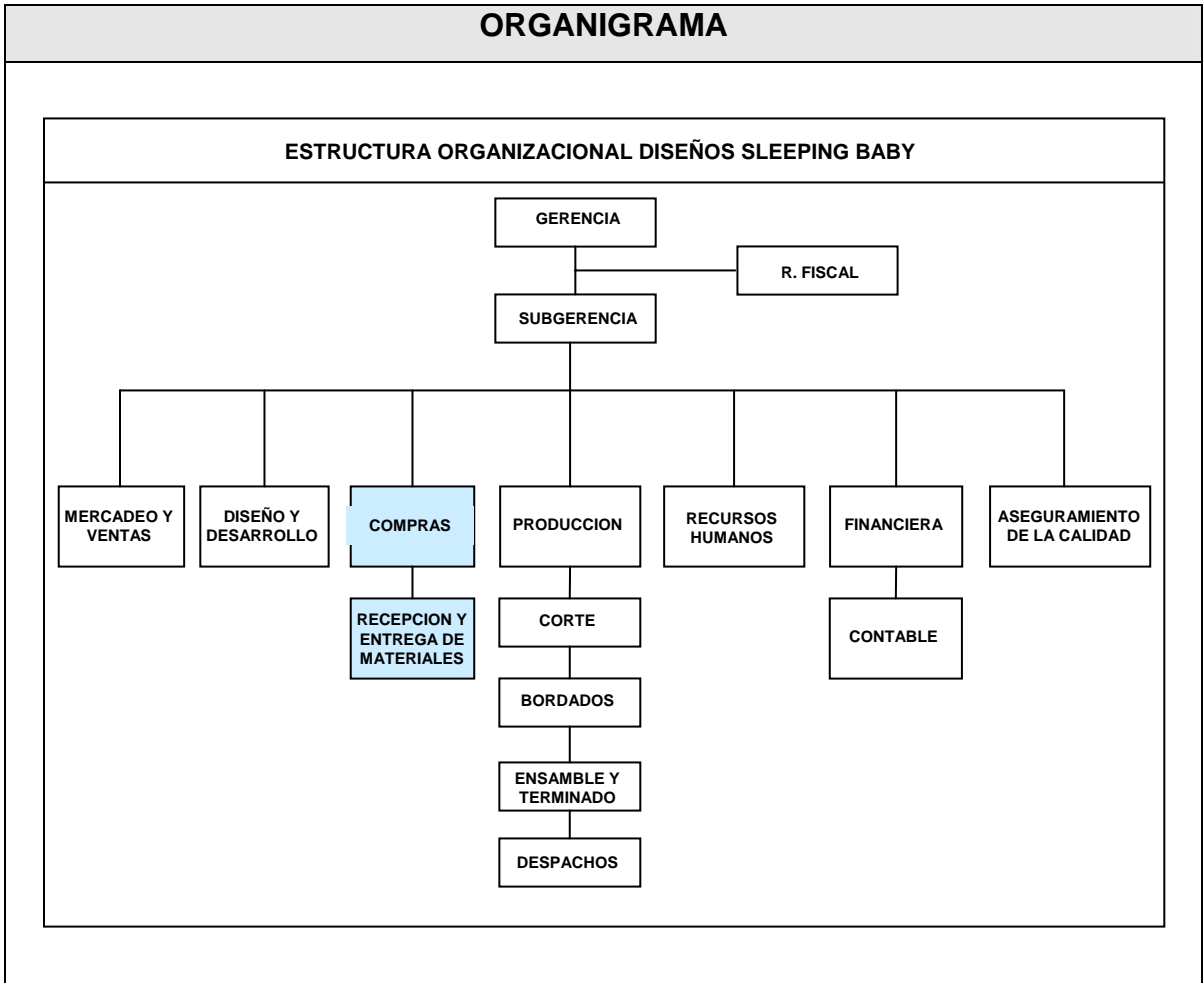 ORGANIGRAMA
ESTRUCTURA ORGANIZACIONAL DISEÑOS SLEEPING BABY
GERENCIA
R. FISCAL
SUBGERENCIA
MERCADEO Y
VENTAS
DISEÑO Y
DESARROLLO
COMPRAS
PRODUCCION
RECURSOS
HUMANOS
FINANCIERA
ASEGURAMIENTO
DE LA CALIDAD
RECEPCION Y
ENTREGA DE
MATERIALES
CORTE
CONTABLE
BORDADOS
ENSAMBLE Y
TERMINADO
DESPACHOS